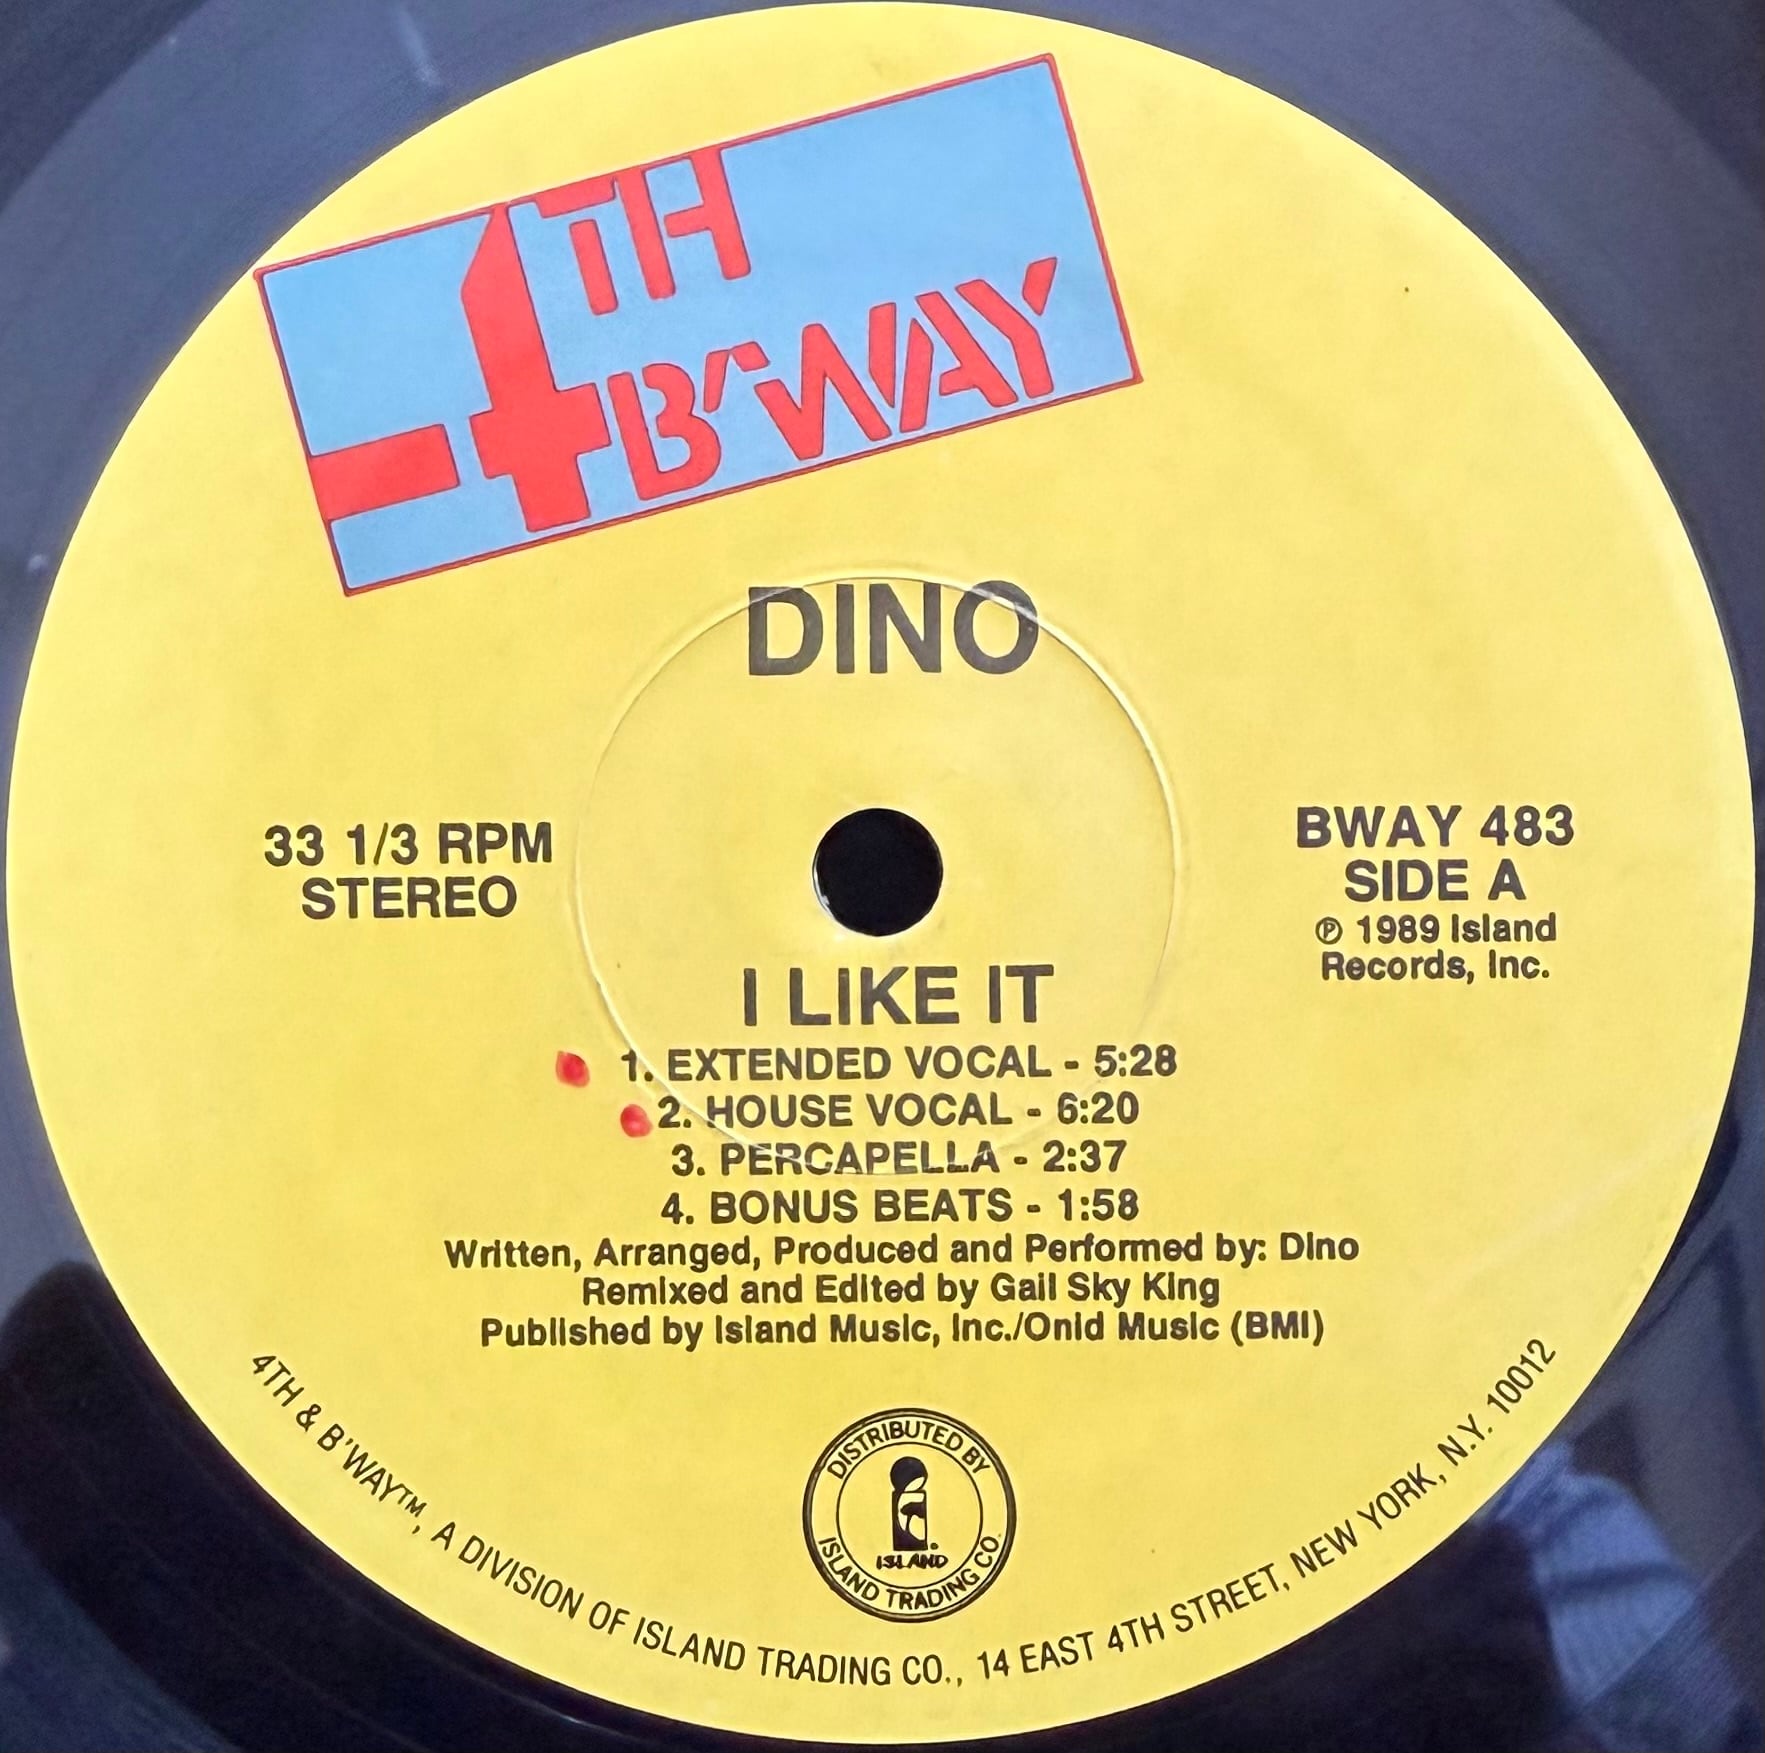 4TH
B'WAY
DINO
33 1/3 RPM
STEREO
BWAY 483
SIDE A
℗ 1989 Island
Records, Inc.
I LIKE IT
1. EXTENDED VOCAL - 5:28
2. HOUSE VOCAL - 6:20
3. PERCAPELLA - 2:37
4. BONUS BEATS - 1:58
Written, Arranged, Produced and Performed by: Dino
Remixed and Edited by Gail Sky King
Published by Island Music, Inc./Onid Music (BMI)
DISTRIBUTED BY
ISLAND
ISLAND TRADING CO.
4TH & B'WAY™, A DIVISION OF ISLAND TRADING CO., 14 EAST 4TH STREET, NEW YORK, N.Y. 10012